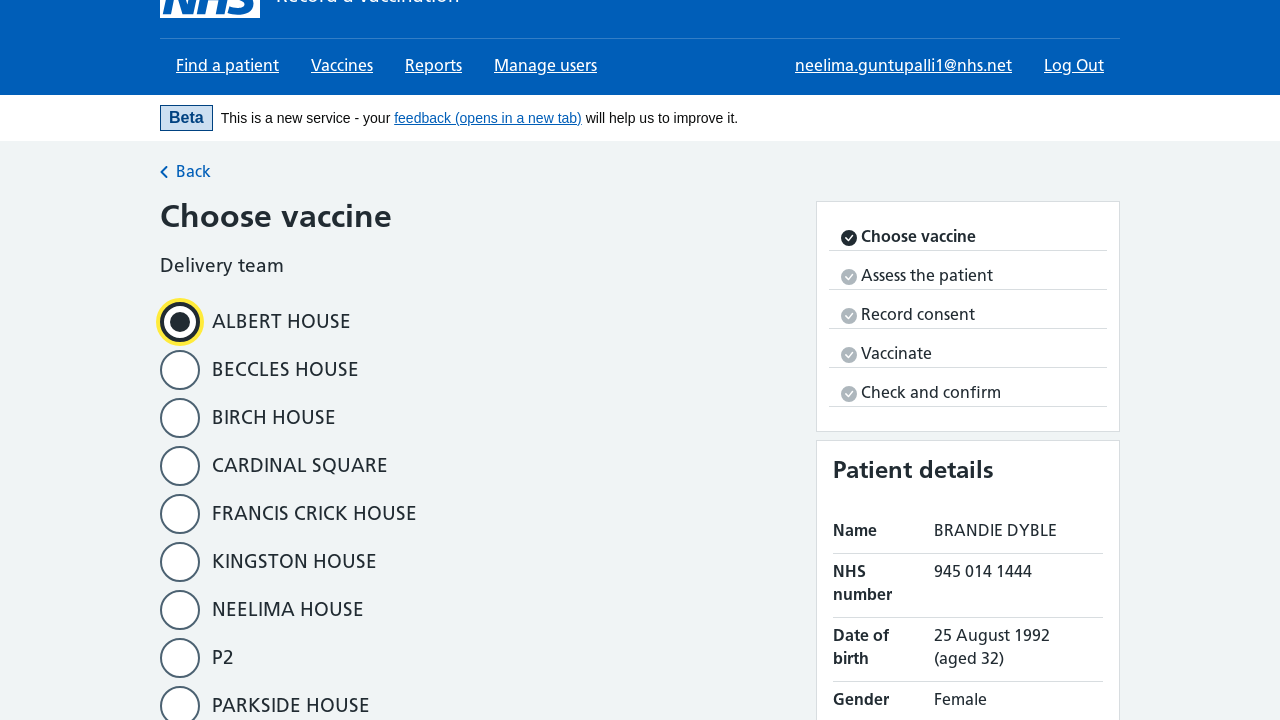 NHS Record a vaccination
Find a patient Vaccines Reports Manage users neelima.guntupalli1@nhs.net Log Out
Beta This is a new service - your feedback (opens in a new tab) will help us to improve it.
Back
Choose vaccine
Delivery team
ALBERT HOUSE
BECCLES HOUSE
BIRCH HOUSE
CARDINAL SQUARE
FRANCIS CRICK HOUSE
KINGSTON HOUSE
NEELIMA HOUSE
P2
PARKSIDE HOUSE
Choose vaccine
Assess the patient
Record consent
Vaccinate
Check and confirm
Patient details
Name BRANDIE DYBLE
NHS number 945 014 1444
Date of birth 25 August 1992 (aged 32)
Gender Female